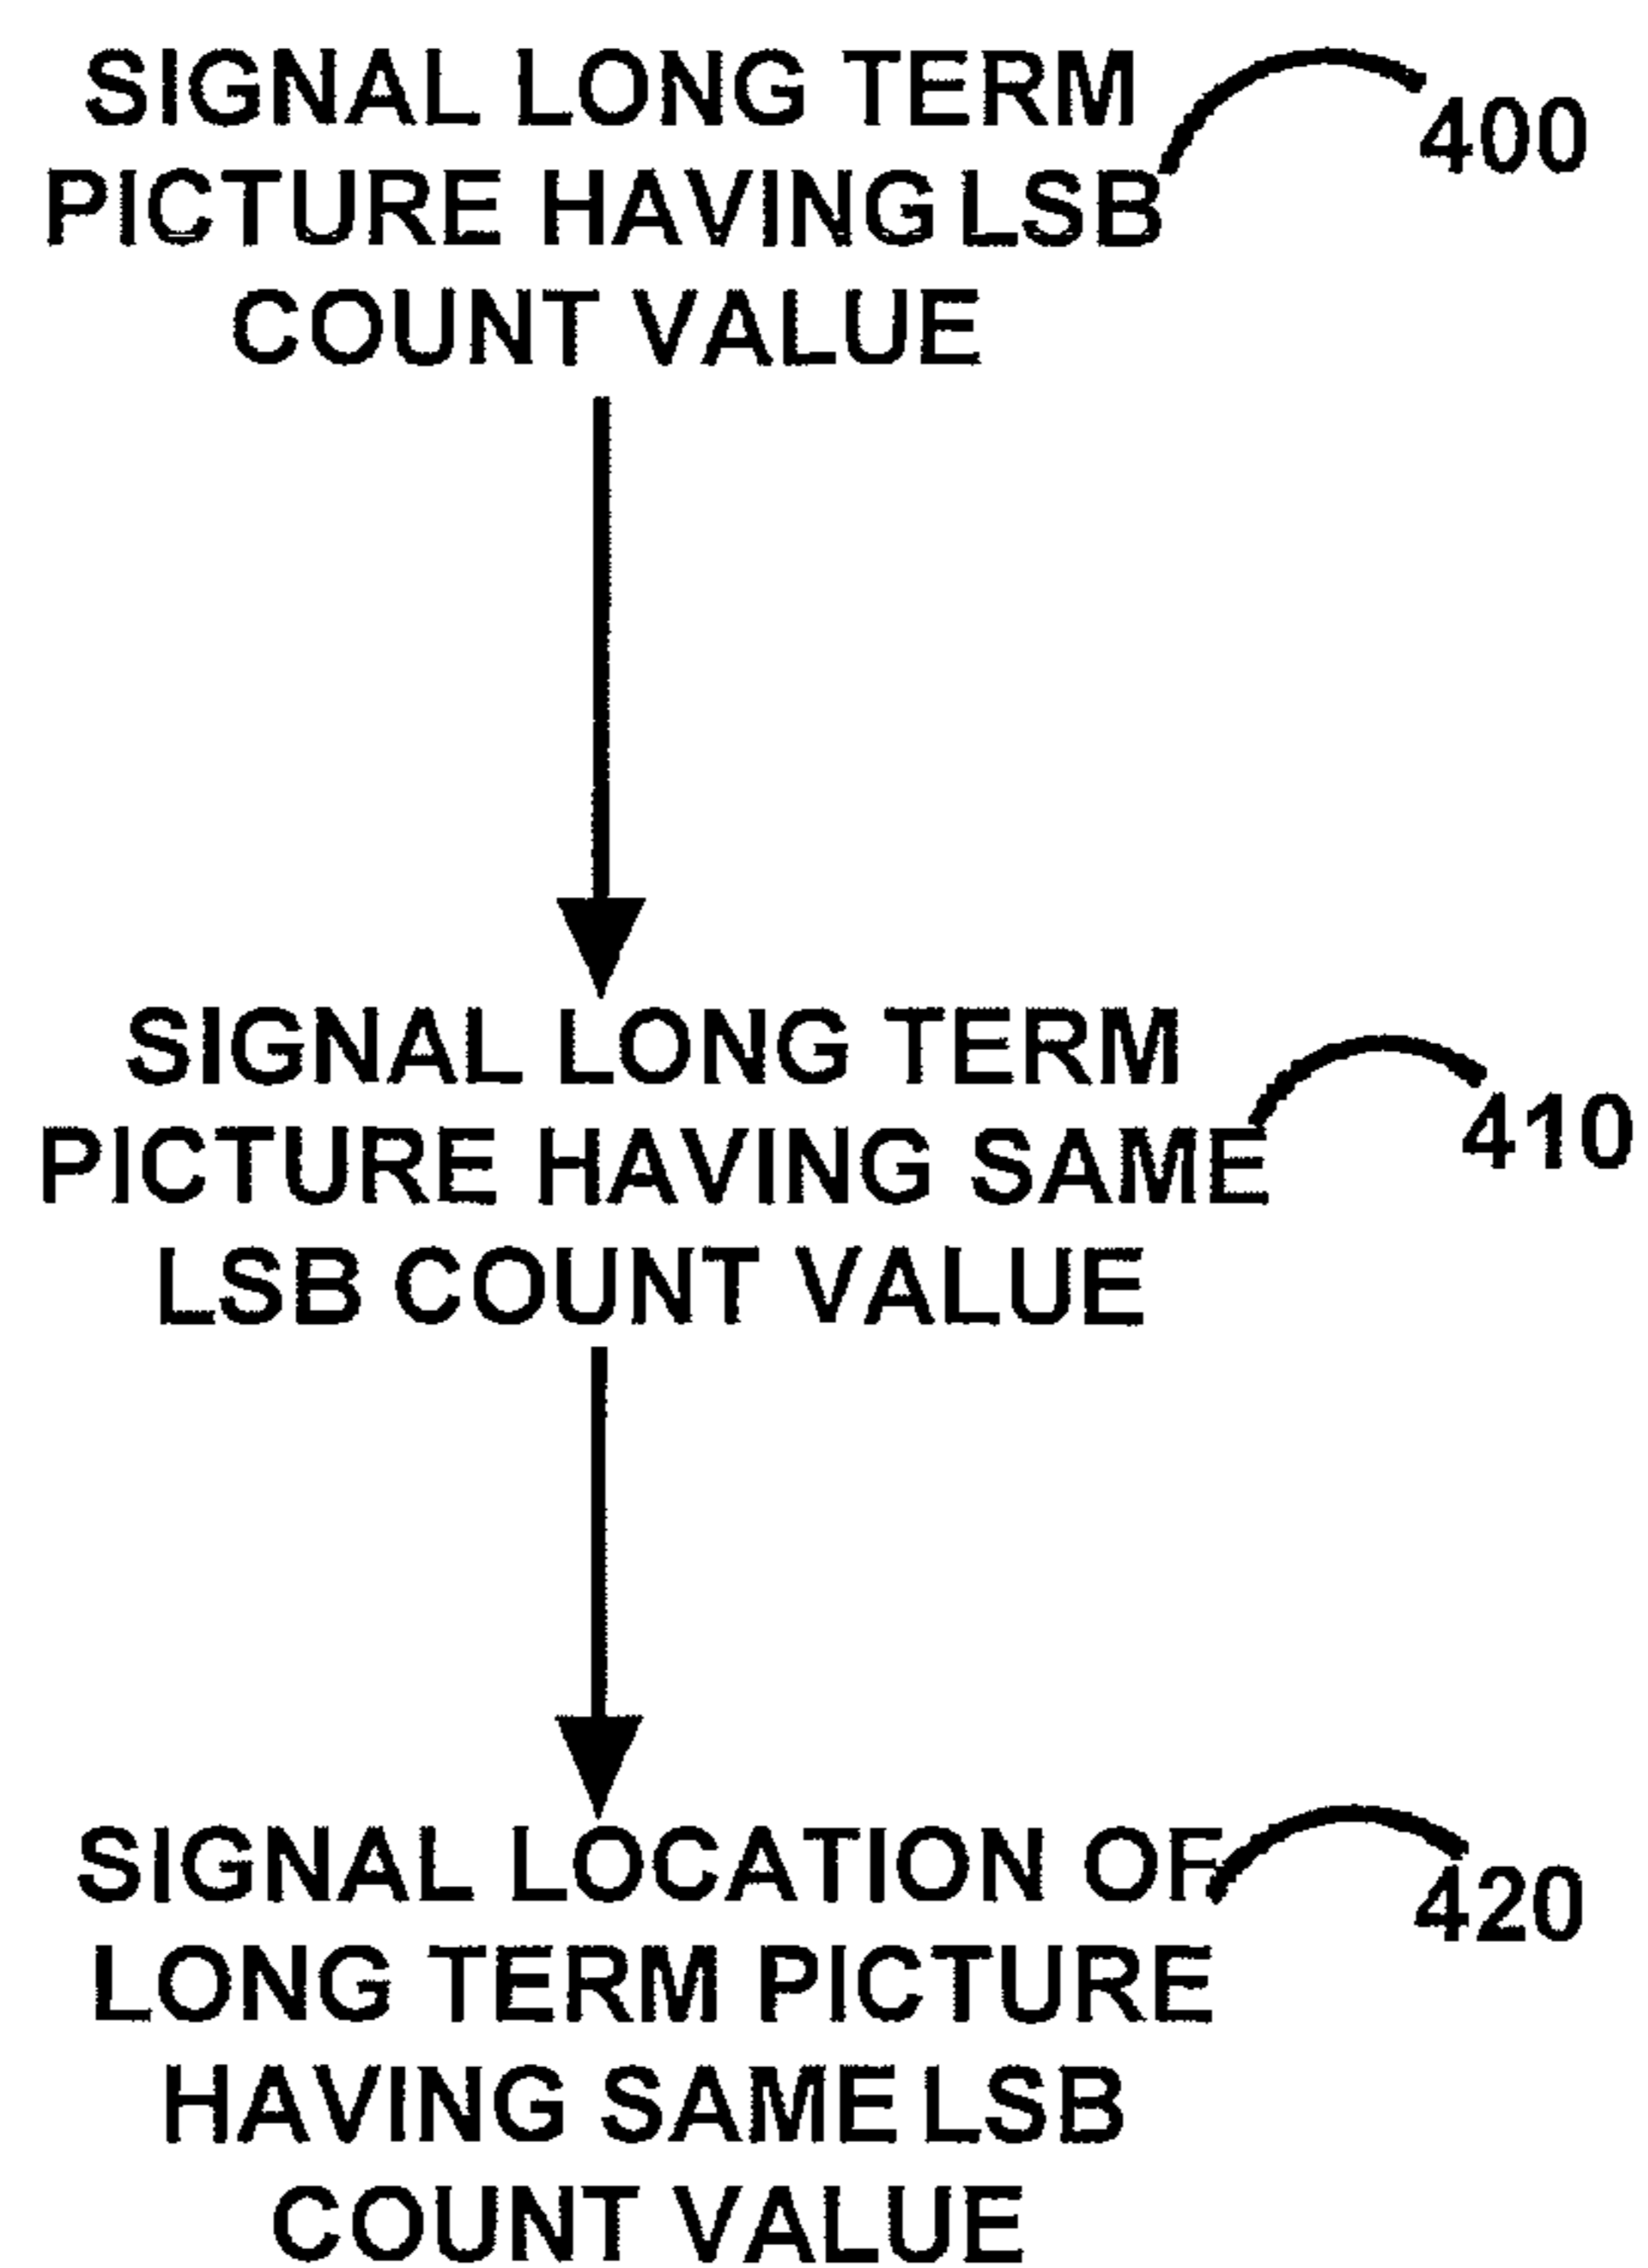 SIGNAL LONG TERM
PICTURE HAVING LSB
COUNT VALUE
400
SIGNAL LONG TERM
PICTURE HAVING SAME
LSB COUNT VALUE
410
SIGNAL LOCATION OF
LONG TERM PICTURE
HAVING SAME LSB
COUNT VALUE
420